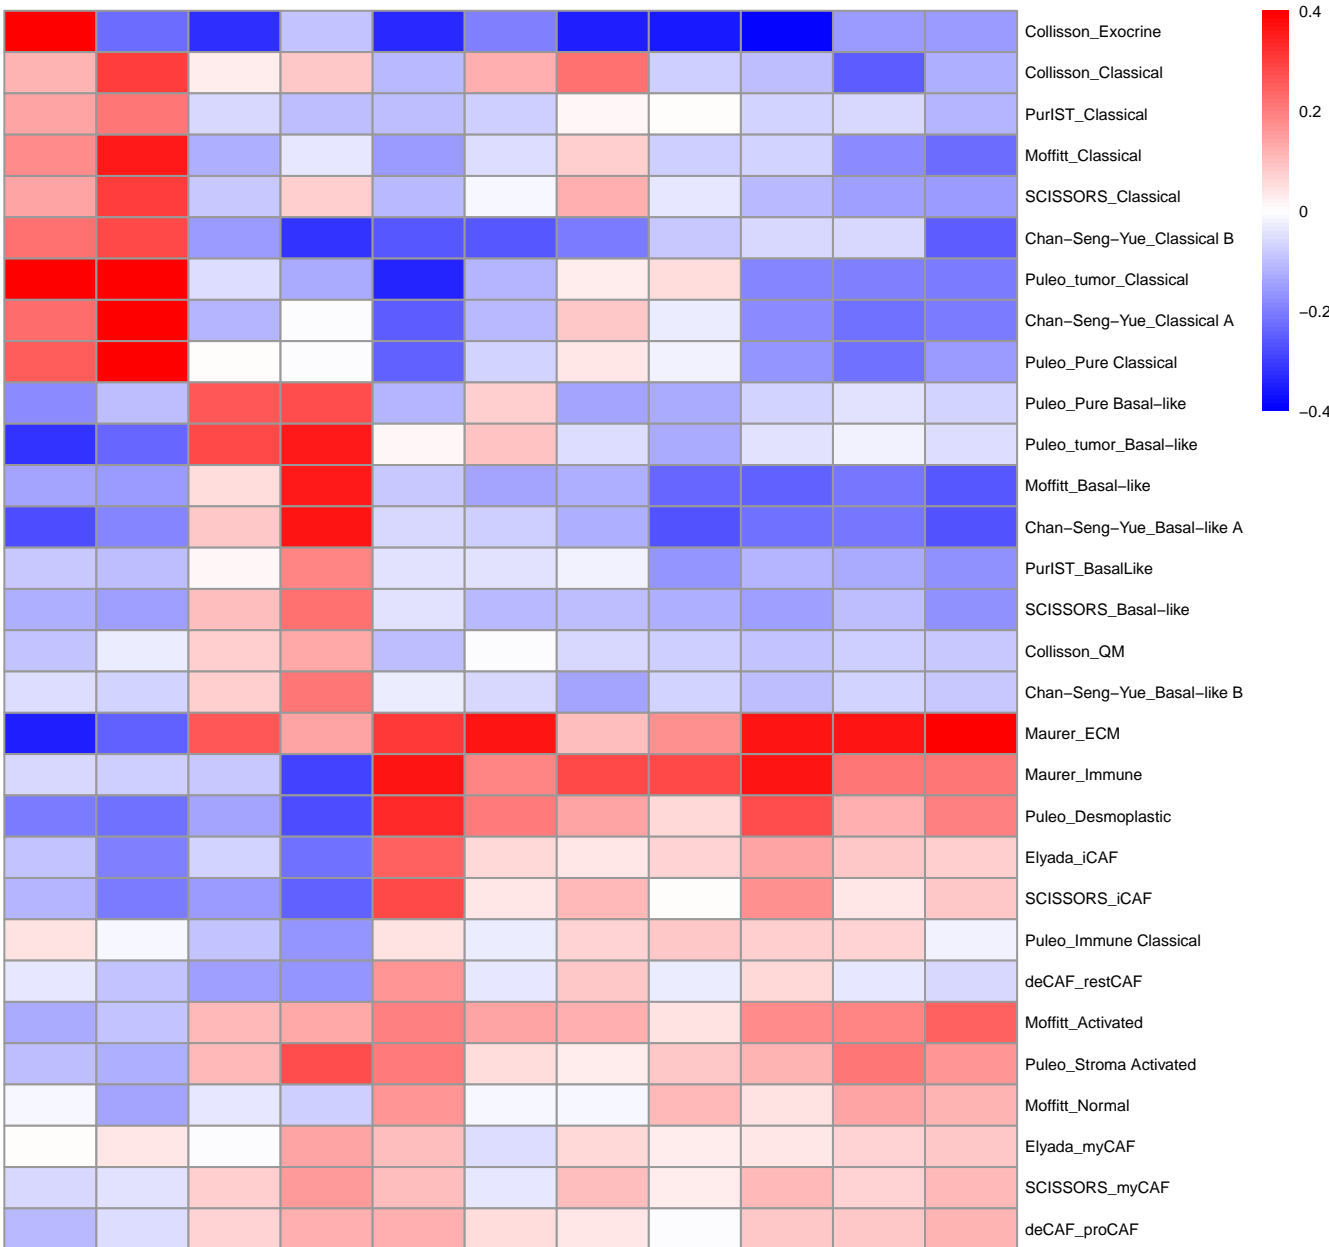 Collisson_Exocrine
Collisson_Classical
PurIST_Classical
Moffitt_Classical
SCISSORS_Classical
Chan−Seng−Yue_Classical B
Puleo_tumor_Classical
Chan−Seng−Yue_Classical A
Puleo_Pure Classical
Puleo_Pure Basal−like
Puleo_tumor_Basal−like
Moffitt_Basal−like
Chan−Seng−Yue_Basal−like A
PurIST_BasalLike
SCISSORS_Basal−like
Collisson_QM
Chan−Seng−Yue_Basal−like B
Maurer_ECM
Maurer_Immune
Puleo_Desmoplastic
Elyada_iCAF
SCISSORS_iCAF
Puleo_Immune Classical
deCAF_restCAF
Moffitt_Activated
Puleo_Stroma Activated
Moffitt_Normal
Elyada_myCAF
SCISSORS_myCAF
deCAF_proCAF
0.4
0.2
0
−0.2
−0.4